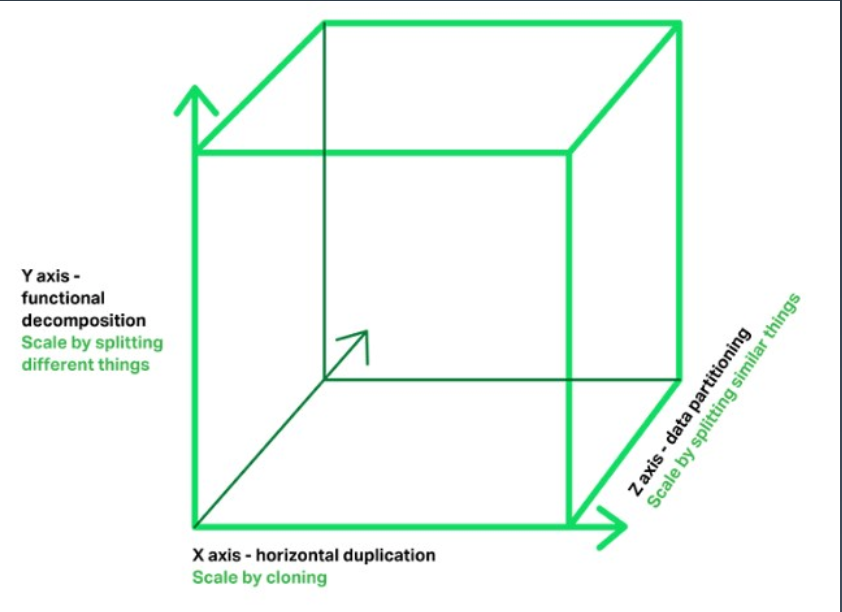 Y axis -
functional
decomposition
Scale by splitting
different things
Z axis - data partitioning
Scale by splitting similar things
X axis - horizontal duplication
Scale by cloning